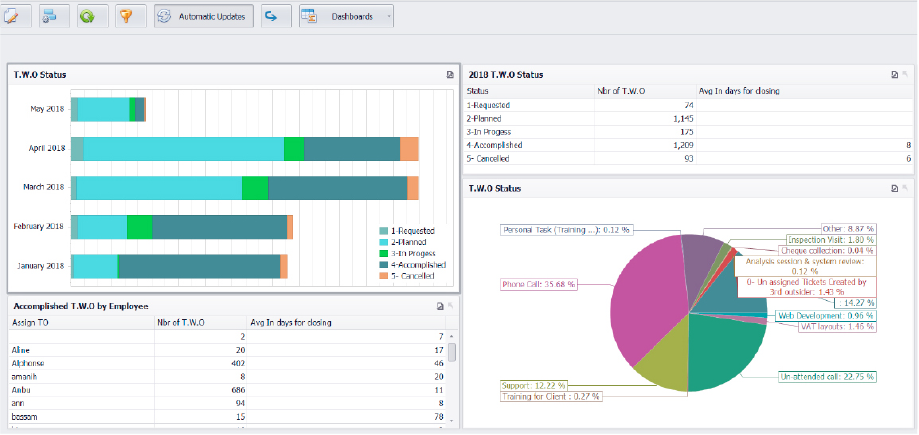 Automatic Updates
Dashboards
T.W.O Status
May 2018
April 2018
March 2018
February 2018
January 2018
1-Requested
2-Planned
3-In Progess
4-Accomplished
5- Cancelled
2018 T.W.O Status
Status Nbr of T.W.O Avg In days for closing
1-Requested 74
2-Planned 1,145
3-In Progess 175
4-Accomplished 1,209 8
5- Cancelled 93 6
T.W.O Status
Personal Task (Training ...): 0.12 %
Other: 8.87 %
Inspection Visit: 1.80 %
Cheque collection: 0.04 %
Analysis session & system review: 0.12 %
0- Un assigned Tickets Created by 3rd outsider: 1.43 %
: 14.27 %
Web Development: 0.96 %
VAT layouts: 1.46 %
Un-attended call: 22.75 %
Phone Call: 35.68 %
Support: 12.22 %
Training for Client : 0.27 %
Accomplished T.W.O by Employee
Assign TO Nbr of T.W.O Avg In days for closing
2 7
Aline 20 17
Alphonse 402 46
amanih 8 20
Anbu 686 11
ann 94 8
bassam 15 78